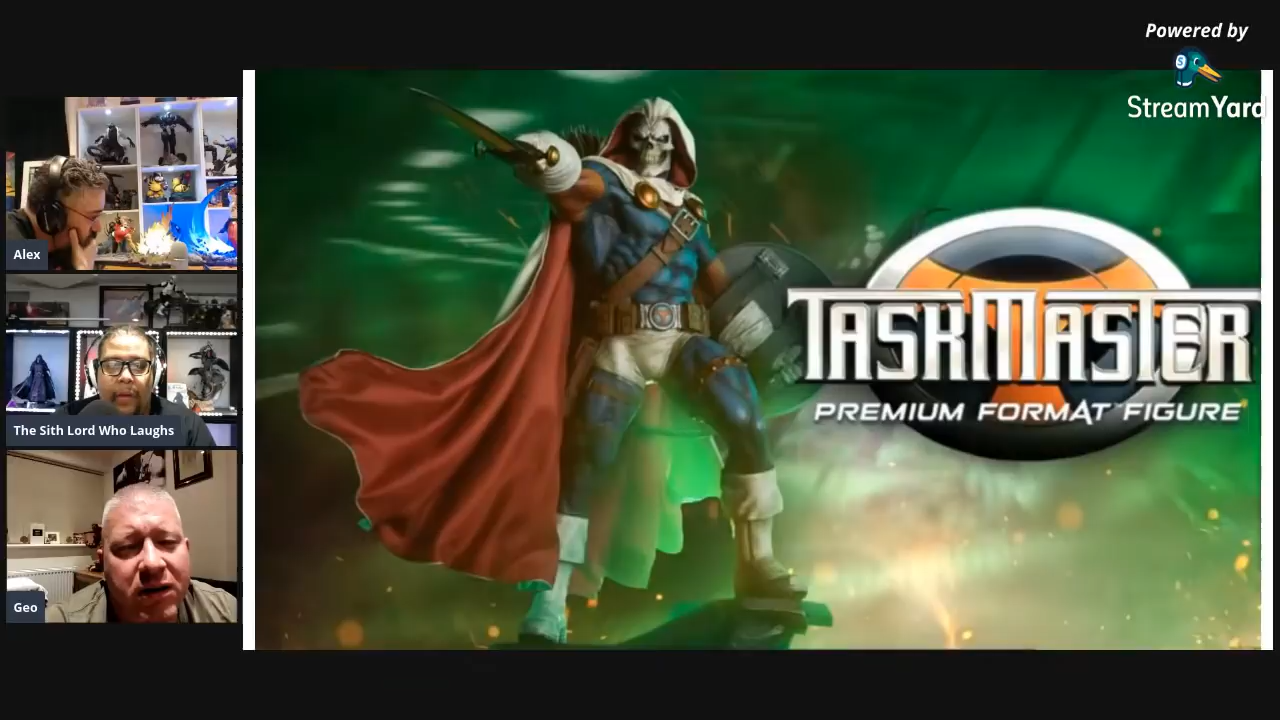 Powered by
StreamYard
Alex
The Sith Lord Who Laughs
Geo
TASKMASTER
PREMIUM FORMAT FIGURE